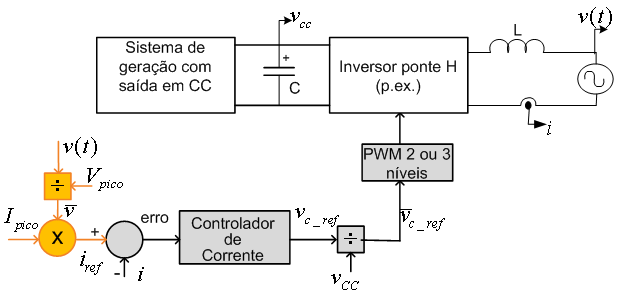 v(t)
v_cc
L
Sistema de
geração com
saída em CC
+
C
Inversor ponte H
(p.ex.)
i
v(t)
÷
V_pico
v̅
PWM 2 ou 3
níveis
I_pico
X
+
i_ref
-
i
erro
Controlador
de
Corrente
v_c_ref
÷
v̅_c_ref
v_CC